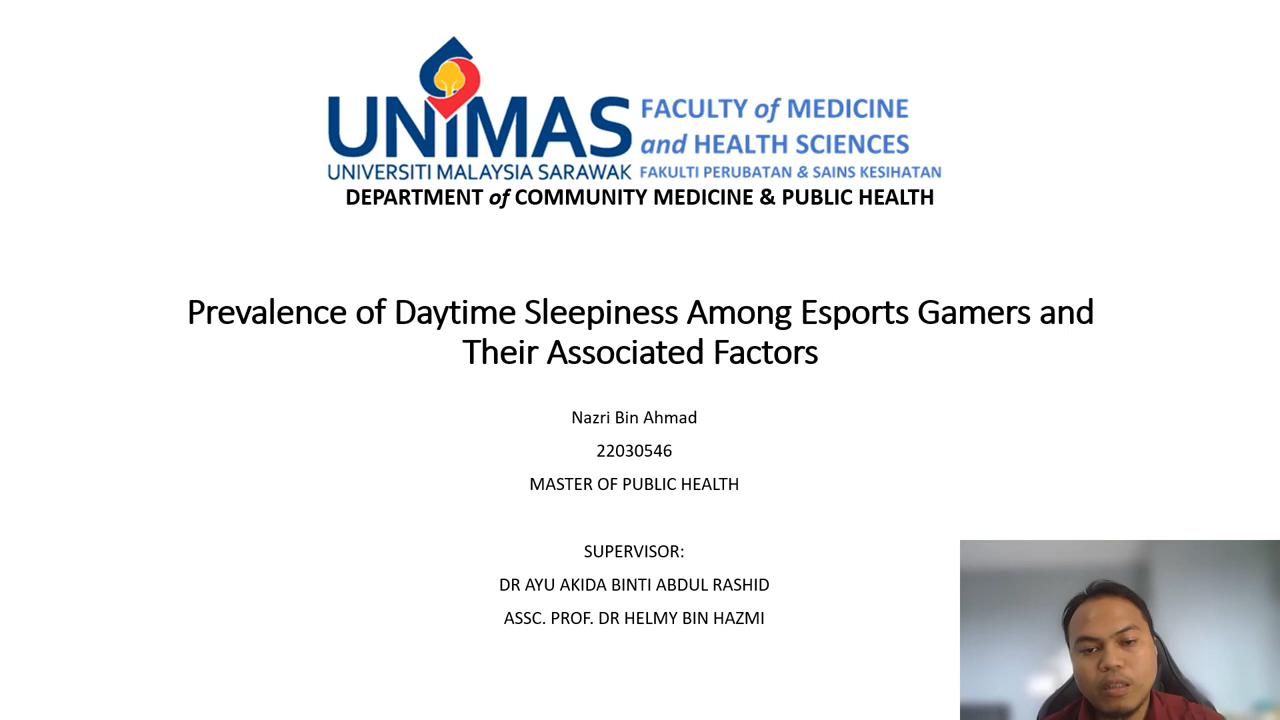 UNIMAS
UNIVERSITI MALAYSIA SARAWAK
FACULTY of MEDICINE
and HEALTH SCIENCES
FAKULTI PERUBATAN & SAINS KESIHATAN
DEPARTMENT of COMMUNITY MEDICINE & PUBLIC HEALTH
Prevalence of Daytime Sleepiness Among Esports Gamers and
Their Associated Factors
Nazri Bin Ahmad
22030546
MASTER OF PUBLIC HEALTH
SUPERVISOR:
DR AYU AKIDA BINTI ABDUL RASHID
ASSC. PROF. DR HELMY BIN HAZMI